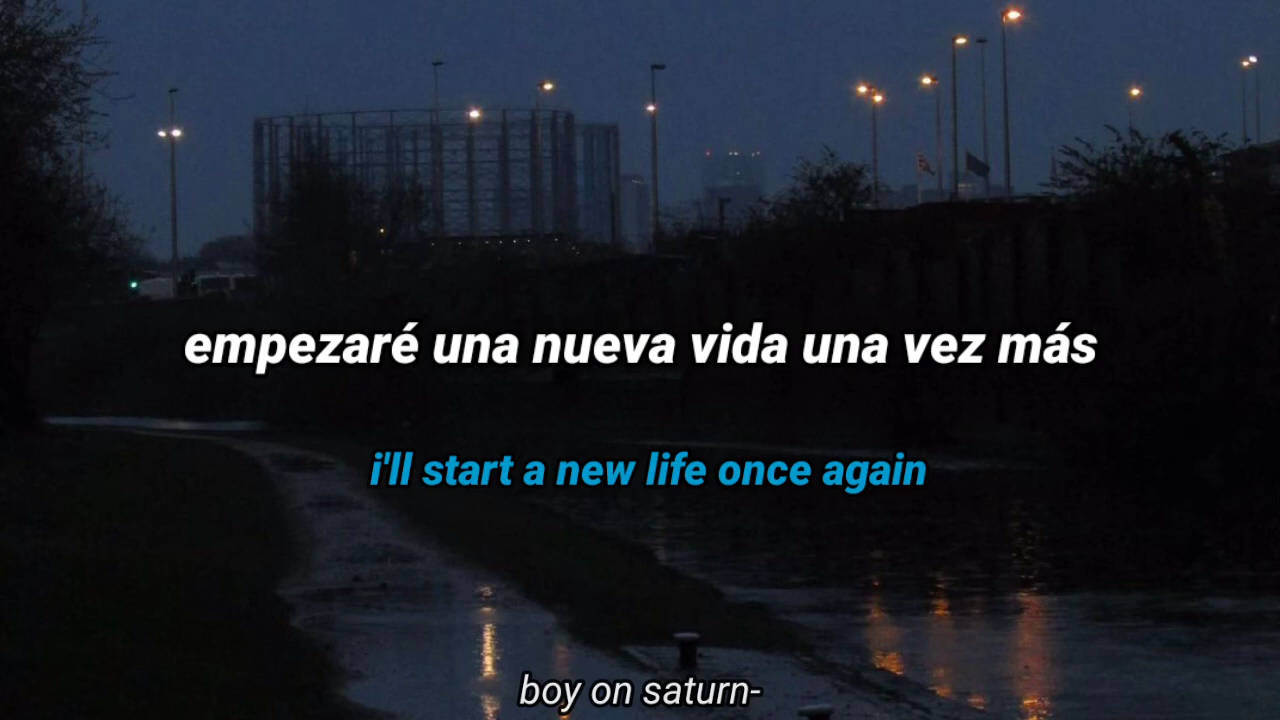 empezaré una nueva vida una vez más
i'll start a new life once again
boy on saturn-